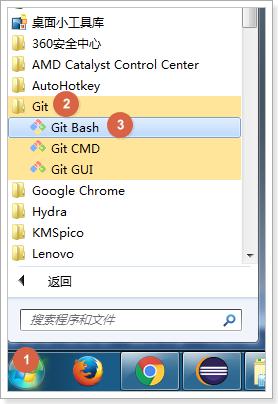 桌面小工具库
360安全中心
AMD Catalyst Control Center
AutoHotkey
Git 2
Git Bash 3
Git CMD
Git GUI
Google Chrome
Hydra
KMSpico
Lenovo
返回
搜索程序和文件
1